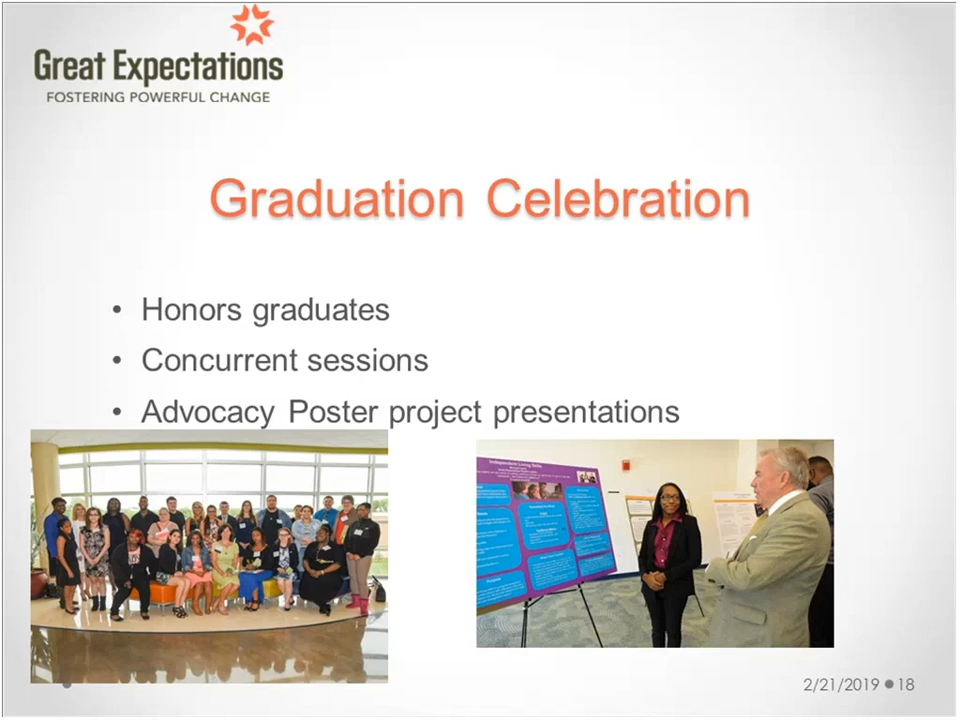 Great Expectations
FOSTERING POWERFUL CHANGE
Graduation Celebration
• Honors graduates
• Concurrent sessions
• Advocacy Poster project presentations
Independent Living Skills
2/21/2019 • 18